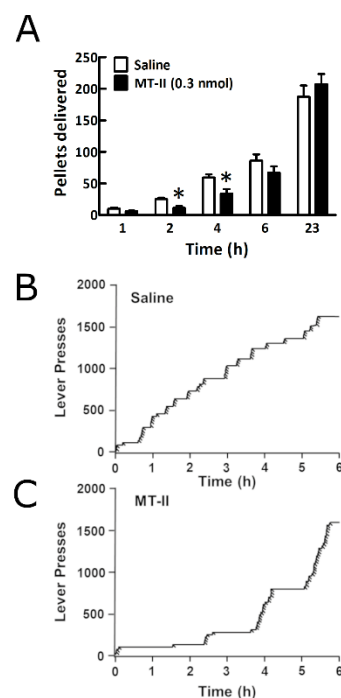 A
Saline
MT-II (0.3 nmol)
Pellets delivered
250
200
150
100
50
0
*
*
1 2 4 6 23
Time (h)
B
Saline
Lever Presses
2000
1500
1000
500
0
0 1 2 3 4 5 6
Time (h)
C
MT-II
Lever Presses
2000
1500
1000
500
0
0 1 2 3 4 5 6
Time (h)